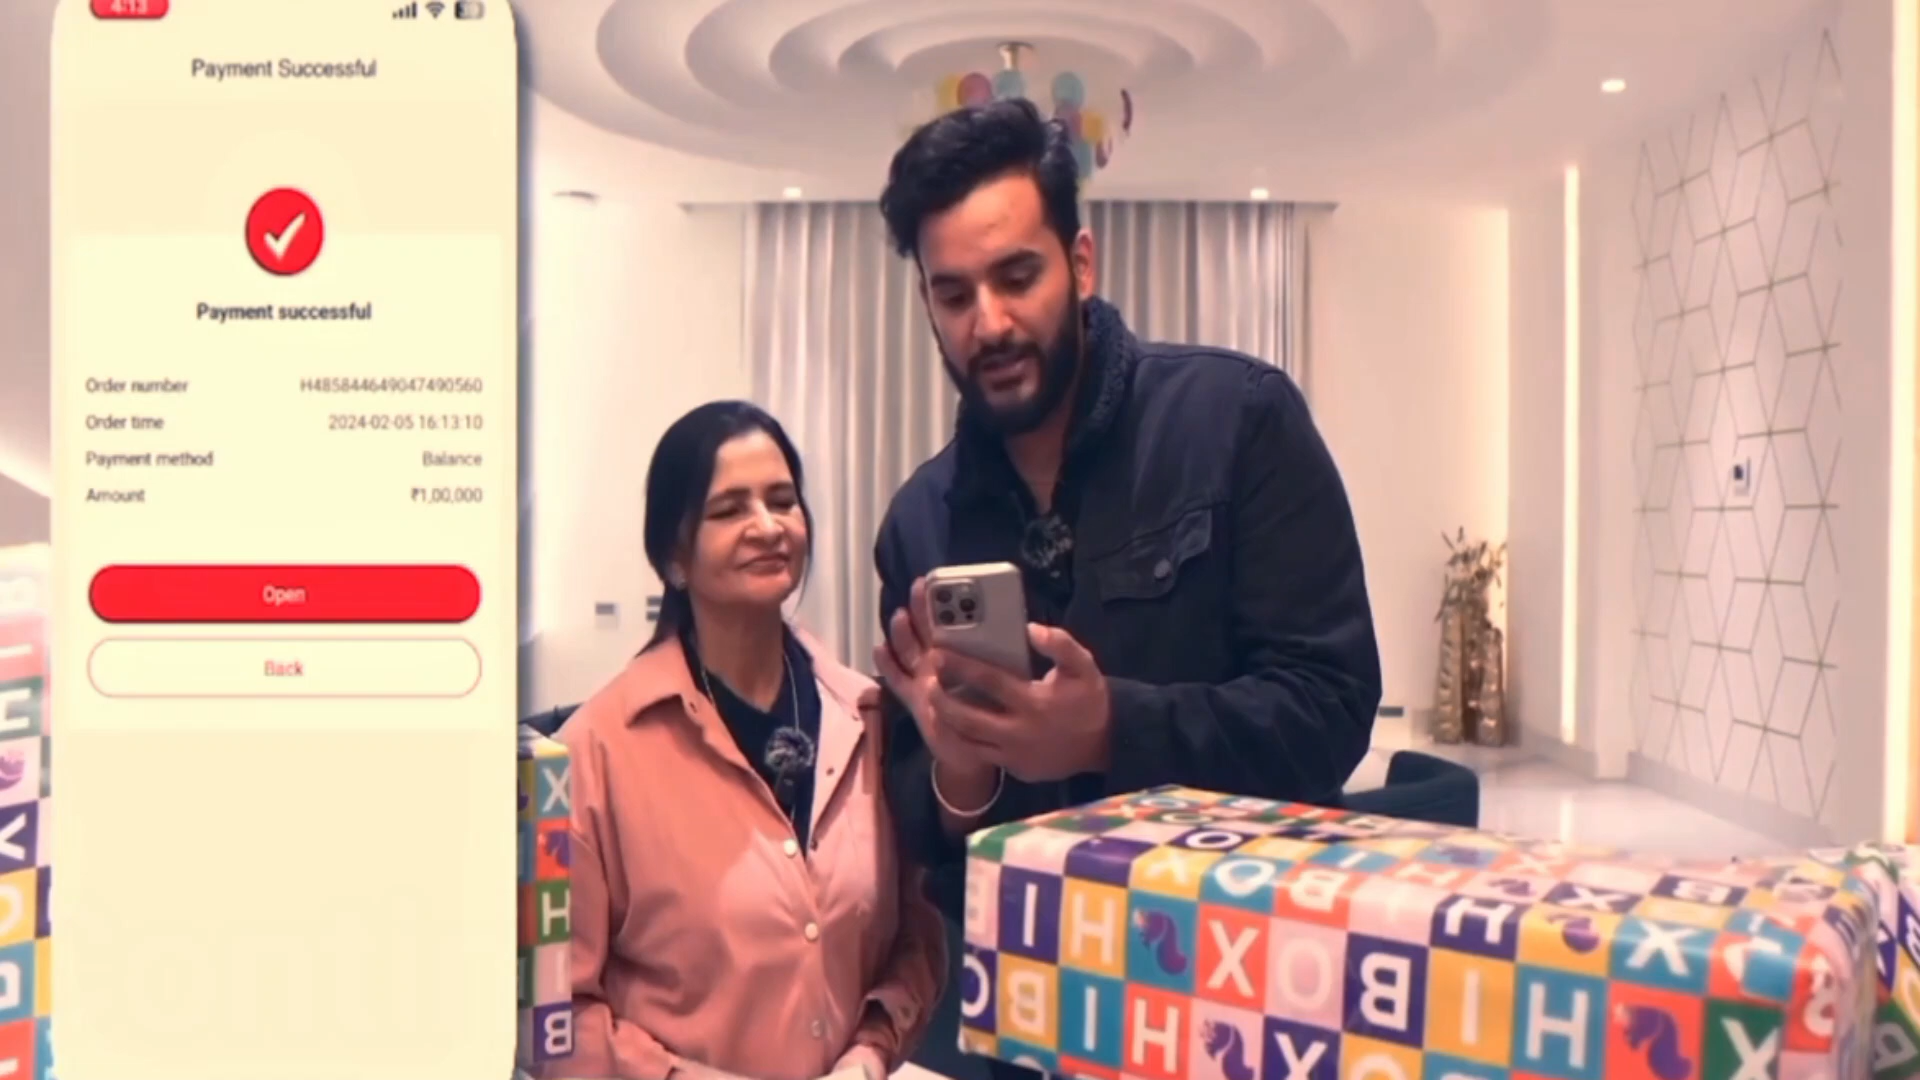 4:13
Payment Successful
Payment successful
Order number H485844649047490560
Order time 2024-02-05 16:13:10
Payment method Balance
Amount ₹1,00,000
Open
Back
HIBOX